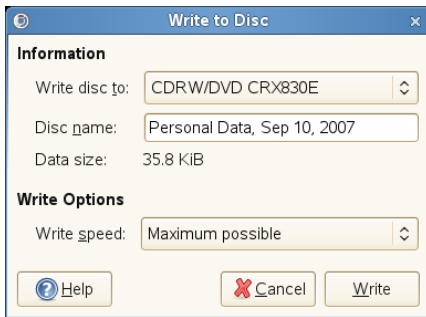 Write to Disc
Information
Write disc to: CDRW/DVD CRX830E
Disc name: Personal Data, Sep 10, 2007
Data size: 35.8 KiB
Write Options
Write speed: Maximum possible
Help Cancel Write